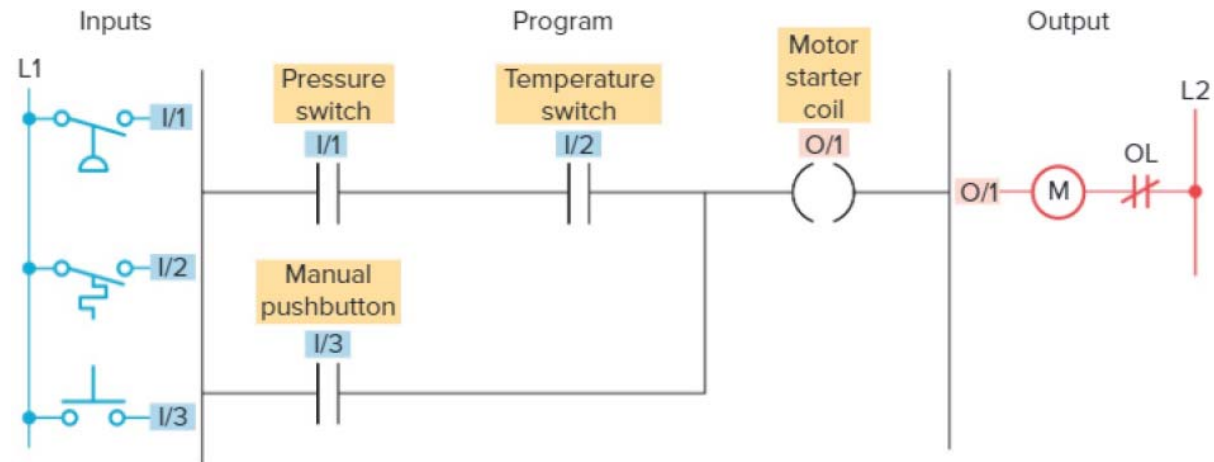 Inputs
Program
Output
L1
Pressure
switch
I/1
Temperature
switch
I/2
Motor
starter
coil
O/1
L2
I/1
I/2
I/3
Manual
pushbutton
I/3
O/1
M
OL